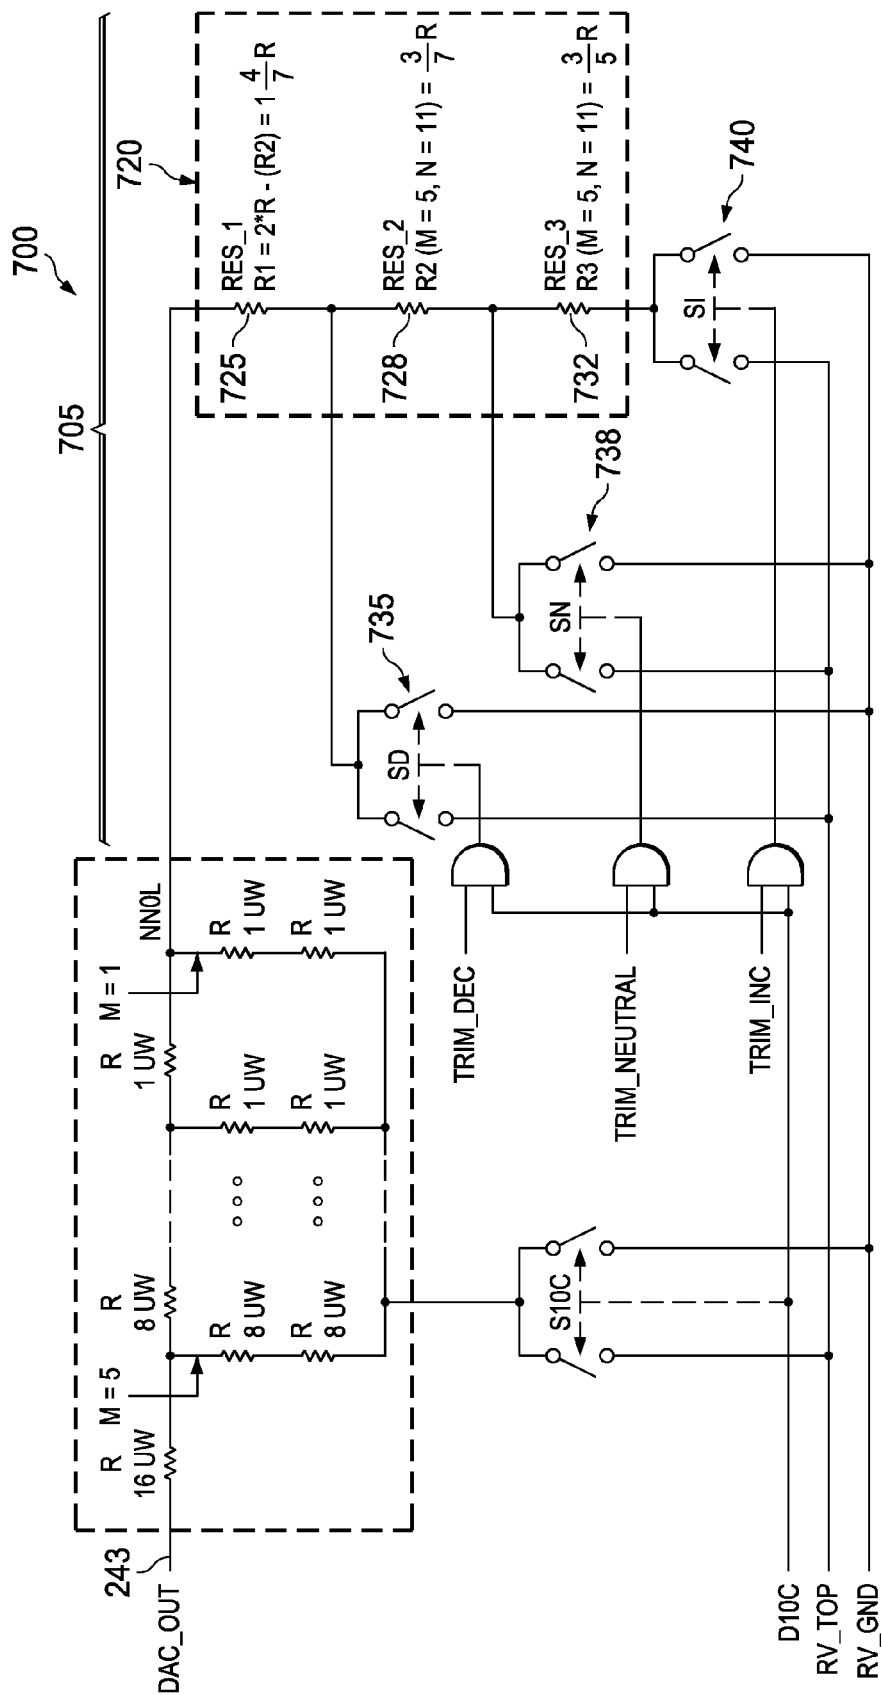 700
705
720
RES_1
R1 = 2*R - (R2) = 1 4/7 R
725
RES_2
R2 (M = 5, N = 11) = 3/7 R
728
RES_3
R3 (M = 5, N = 11) = 3/5 R
732
740
SI
738
SN
735
SD
NN0L
M = 1
R
1 UW
R
1 UW
R
1 UW
R
1 UW
R
1 UW
R
8 UW
R
8 UW
R
8 UW
M = 5
R
16 UW
243
DAC_OUT
TRIM_DEC
TRIM_NEUTRAL
TRIM_INC
S10C
D10C
RV_TOP
RV_GND